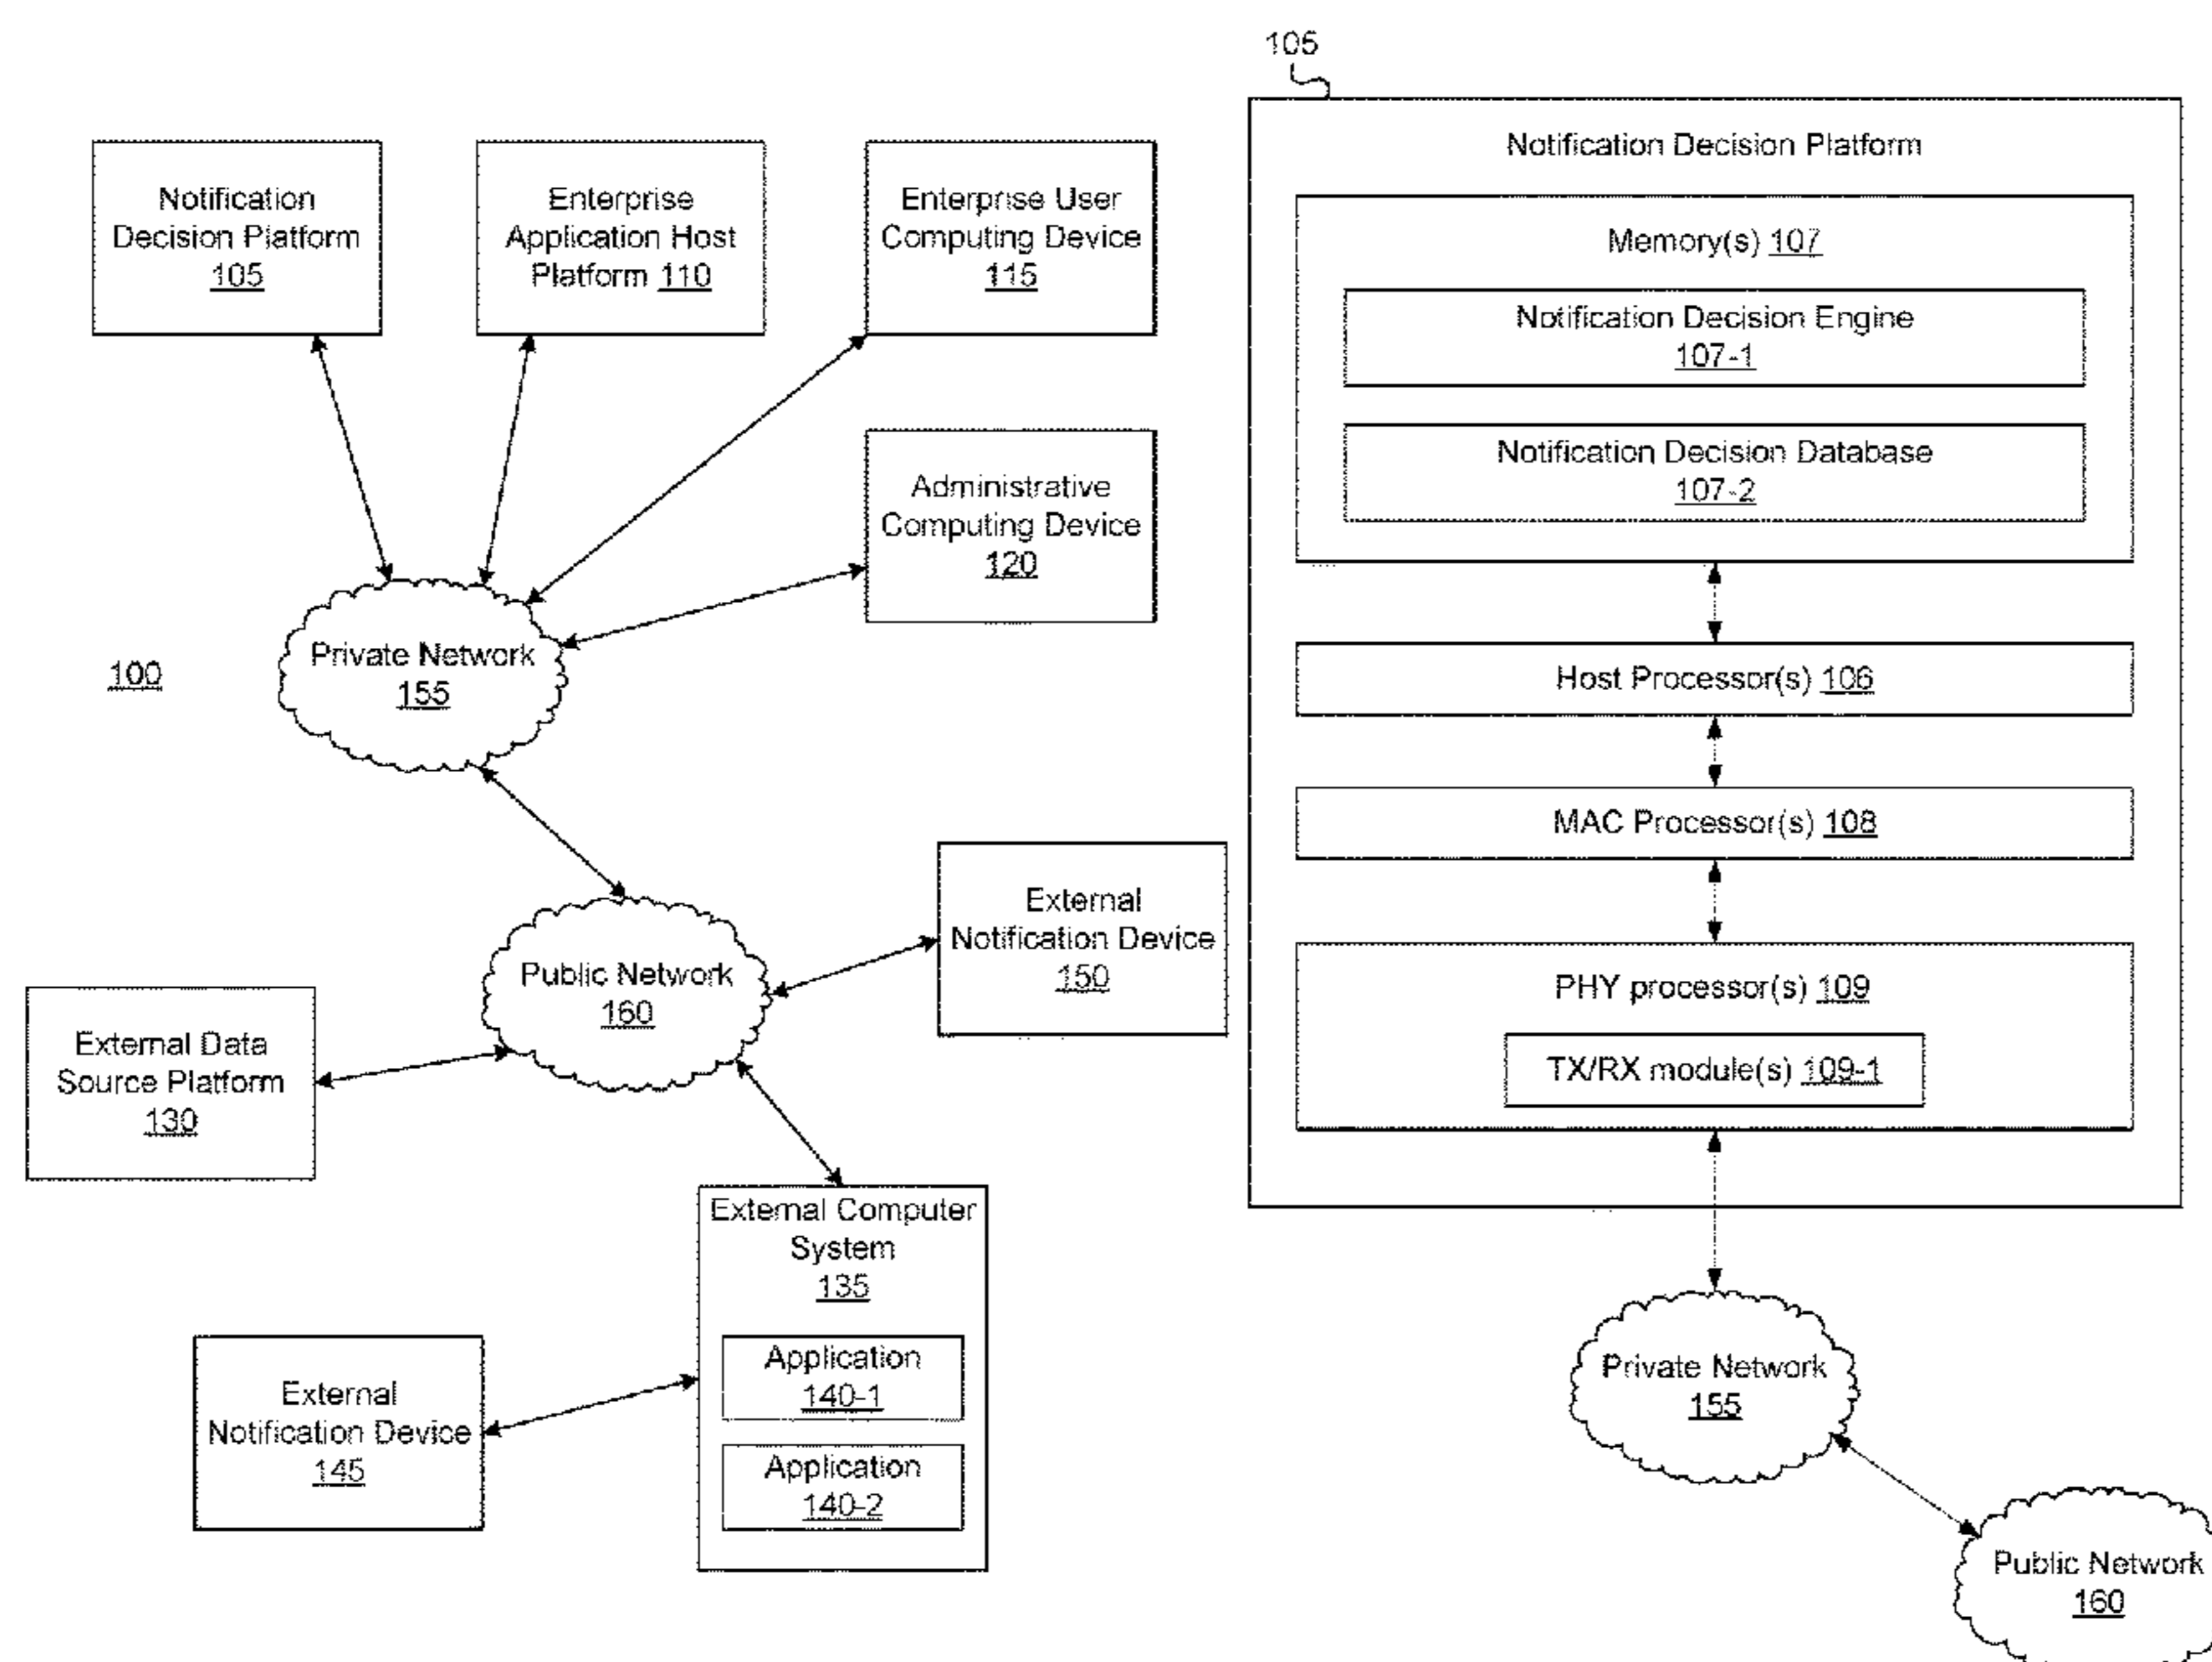 Notification
Decision Platform
105
Enterprise
Application Host
Platform 110
Enterprise User
Computing Device
115
Administrative
Computing Device
120
Private Network
155
100
Public Network
160
External
Notification Device
150
External Data
Source Platform
130
External Computer
System
135
Application
140-1
Application
140-2
External
Notification Device
145
105
Notification Decision Platform
Memory(s) 107
Notification Decision Engine
107-1
Notification Decision Database
107-2
Host Processor(s) 106
MAC Processor(s) 108
PHY processor(s) 109
TX/RX module(s) 109-1
Private Network
155
Public Network
160